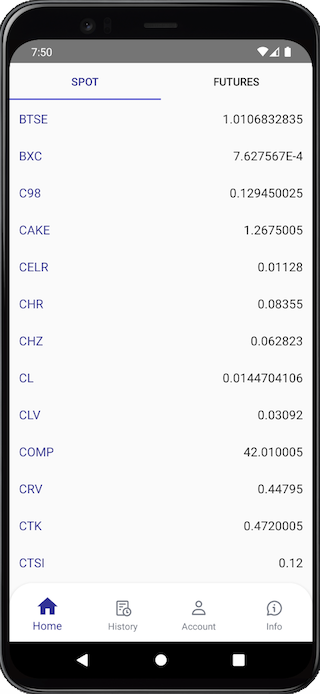 7:50
SPOT FUTURES
BTSE 1.0106832835
BXC 7.627567E-4
C98 0.129450025
CAKE 1.2675005
CELR 0.01128
CHR 0.08355
CHZ 0.062823
CL 0.0144704106
CLV 0.03092
COMP 42.010005
CRV 0.44795
CTK 0.4720005
CTSI 0.12
Home History Account Info